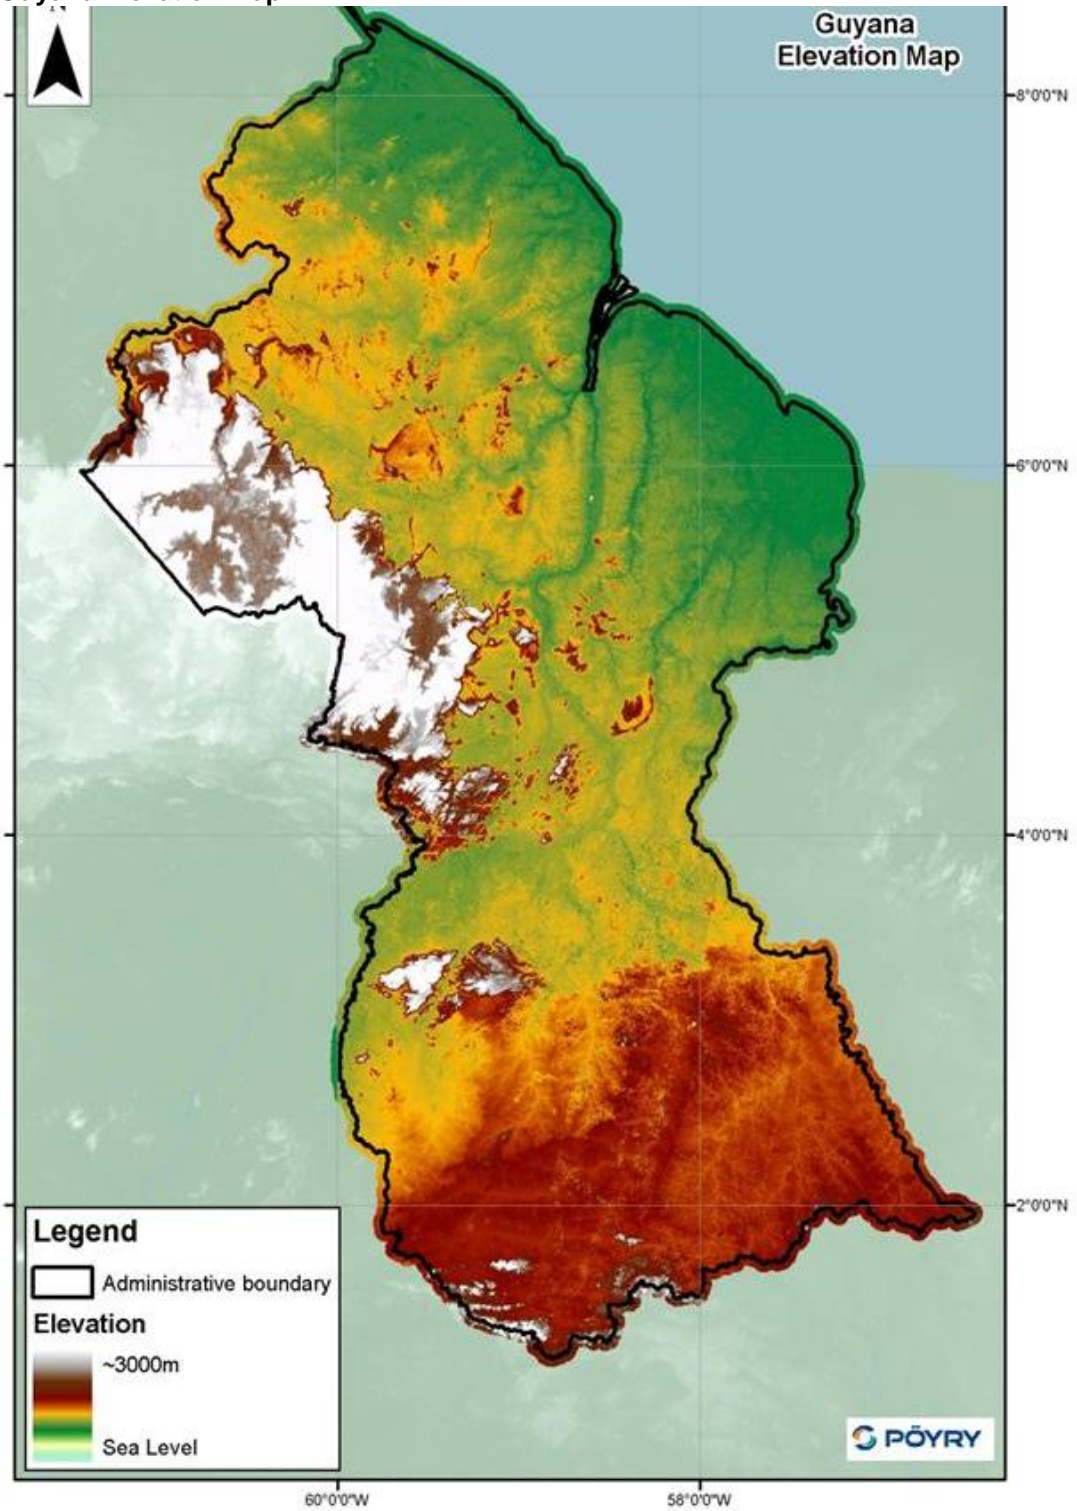 N
Guyana
Elevation Map
8°0'0"N
6°0'0"N
4°0'0"N
2°0'0"N
Legend
Administrative boundary
Elevation
~3000m
Sea Level
PÖYRY
60°0'0"W
58°0'0"W